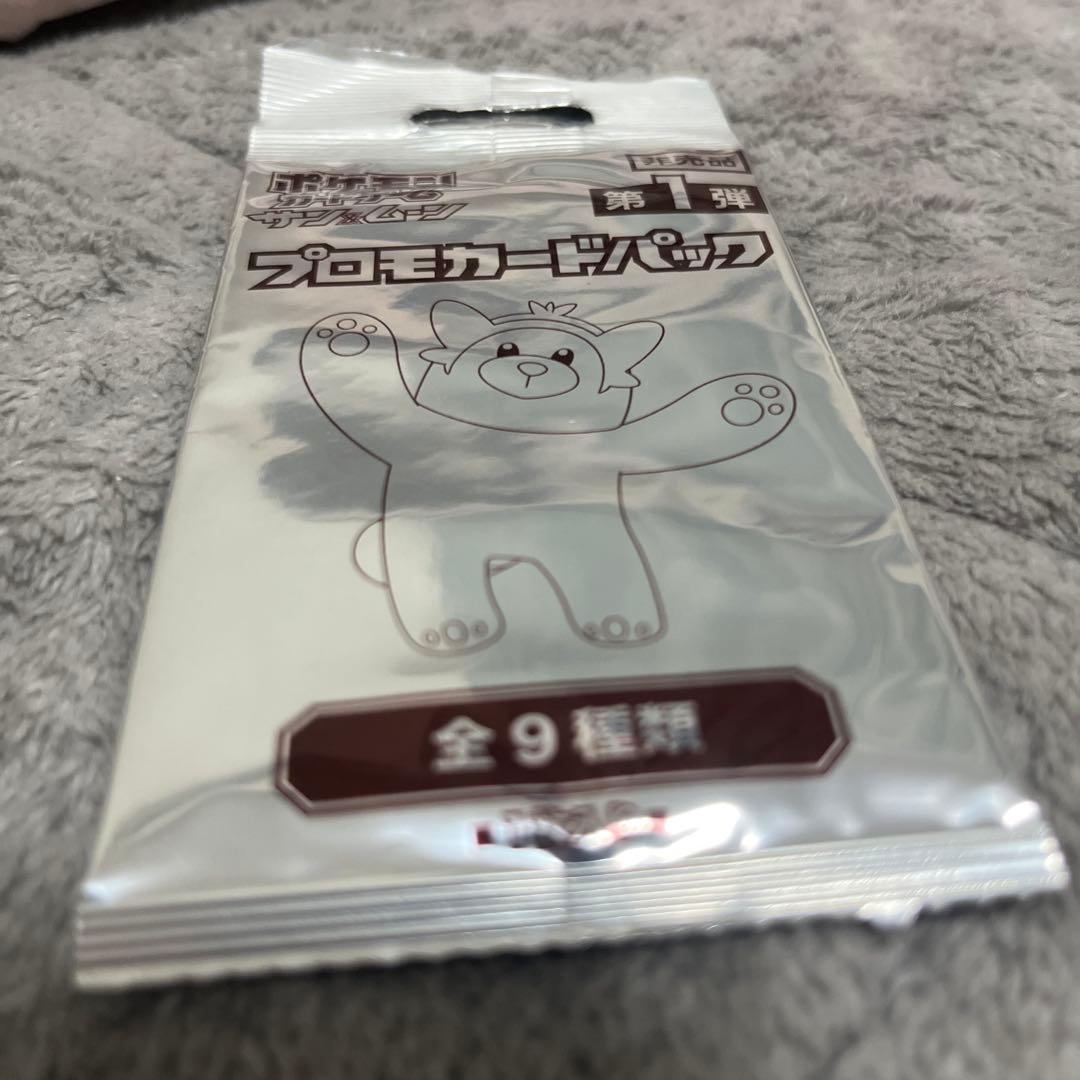 非売品
ポケモン
カードゲーム
サン&ムーン
第1弾
プロモカードパック
全9種類